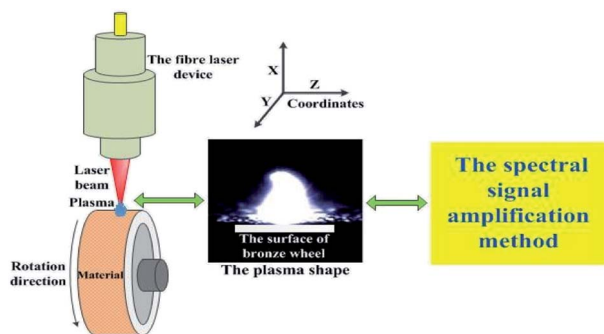 The fibre laser
device
X
Z
Y
Coordinates
Laser
beam
Plasma
Rotation
direction
Material
The surface of
bronze wheel
The plasma shape
The spectral
signal
amplification
method